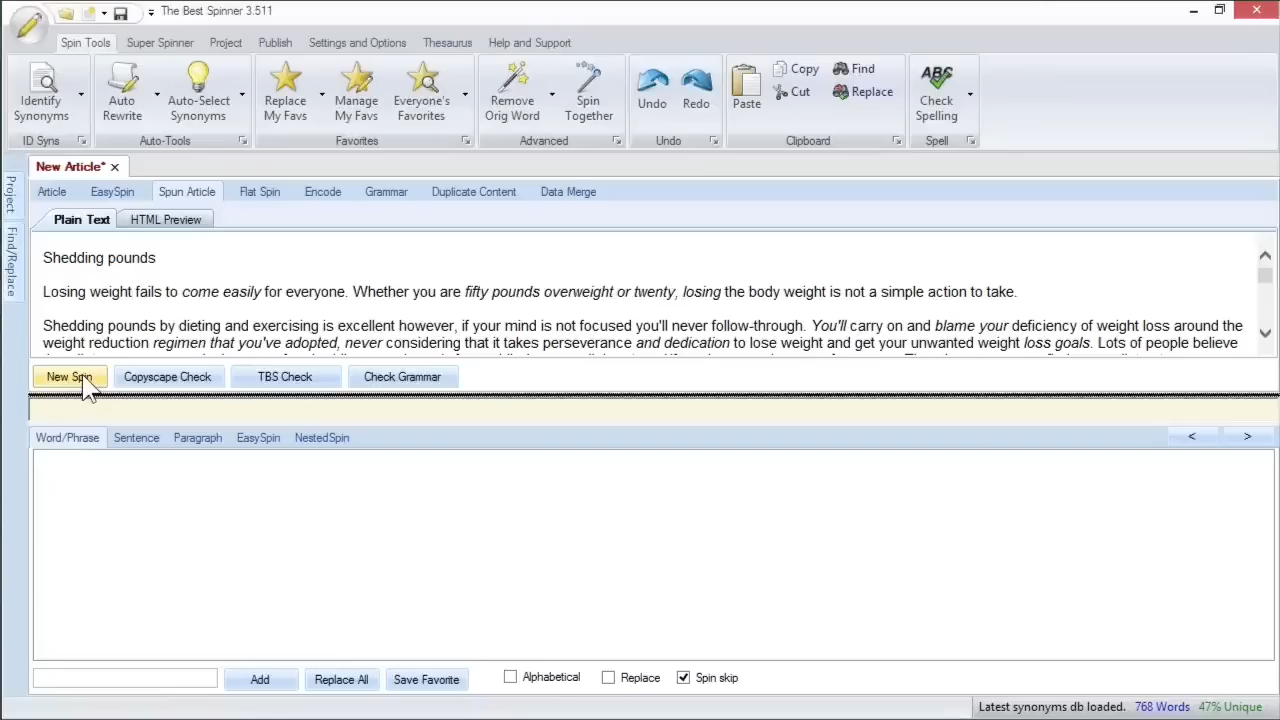 The Best Spinner 3.511
Spin Tools Super Spinner Project Publish Settings and Options Thesaurus Help and Support
Identify Synonyms
Auto Rewrite
Auto-Select Synonyms
Replace My Favs
Manage My Favs
Everyone's Favorites
Remove Orig Word
Spin Together
Undo
Redo
Paste
Copy
Cut
Find
Replace
ABC
Check Spelling
ID Syns Auto-Tools Favorites Advanced Undo Clipboard Spell
New Article*
Project
Find/Replace
Article EasySpin Spun Article Flat Spin Encode Grammar Duplicate Content Data Merge
Plain Text HTML Preview
Shedding pounds
Losing weight fails to come easily for everyone. Whether you are fifty pounds overweight or twenty, losing the body weight is not a simple action to take.
Shedding pounds by dieting and exercising is excellent however, if your mind is not focused you'll never follow-through. You'll carry on and blame your deficiency of weight loss around the
weight reduction regimen that you've adopted, never considering that it takes perseverance and dedication to lose weight and get your unwanted weight loss goals. Lots of people believe
New Spin Copyscape Check TBS Check Check Grammar
Word/Phrase Sentence Paragraph EasySpin NestedSpin < >
Add Replace All Save Favorite Alphabetical Replace Spin skip
Latest synonyms db loaded. 768 Words 47% Unique